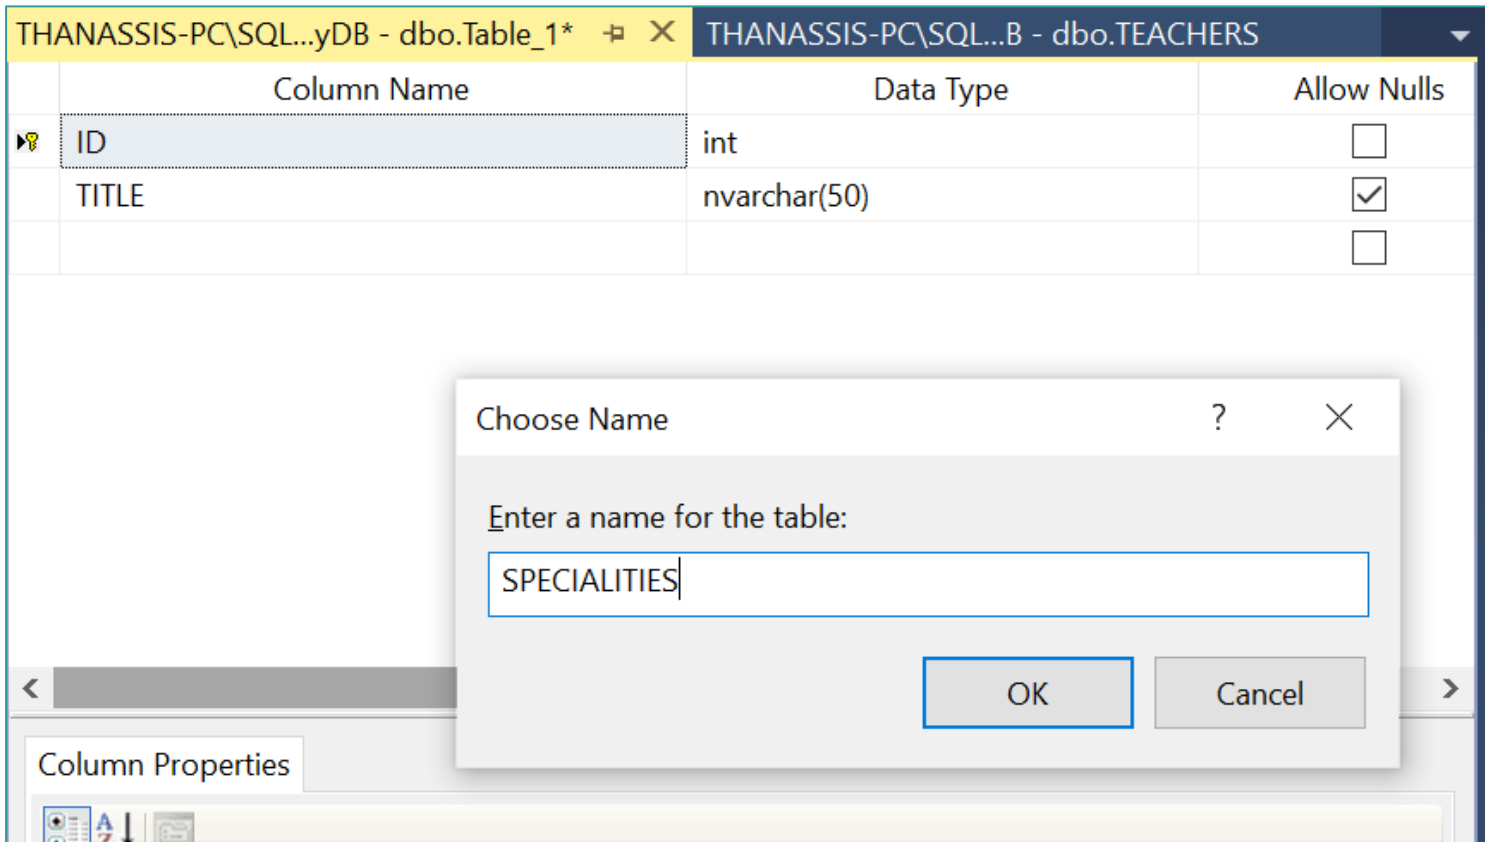 THANASSIS-PC\SQL...yDB - dbo.Table_1* THANASSIS-PC\SQL...B - dbo.TEACHERS
Column Name Data Type Allow Nulls
ID int
TITLE nvarchar(50)
Choose Name ?
Enter a name for the table:
SPECIALITIES
OK Cancel
Column Properties